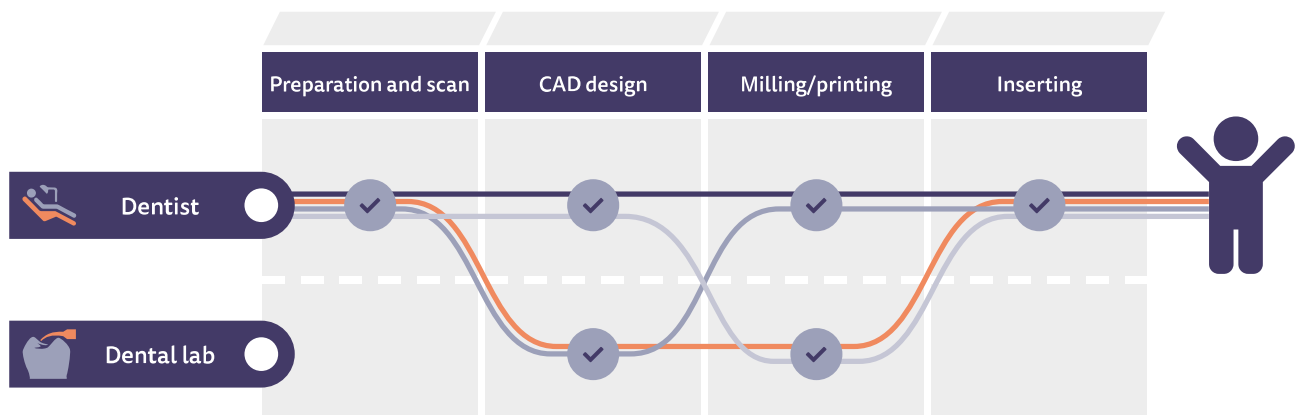 Preparation and scan
CAD design
Milling/printing
Inserting
Dentist
Dental lab